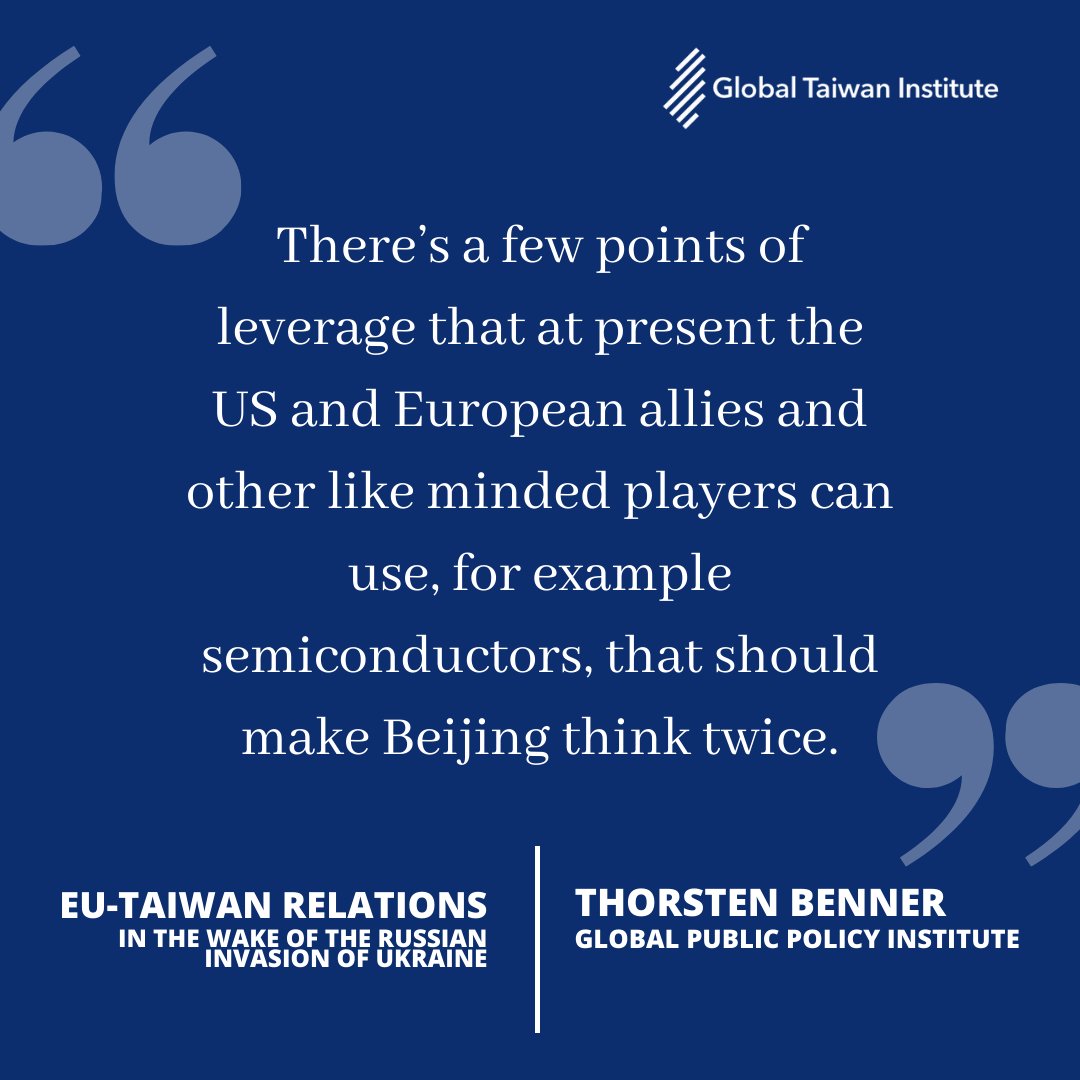 Global Taiwan Institute
There’s a few points of
leverage that at present the
US and European allies and
other like minded players can
use, for example
semiconductors, that should
make Beijing think twice.
EU-TAIWAN RELATIONS
IN THE WAKE OF THE RUSSIAN
INVASION OF UKRAINE
THORSTEN BENNER
GLOBAL PUBLIC POLICY INSTITUTE